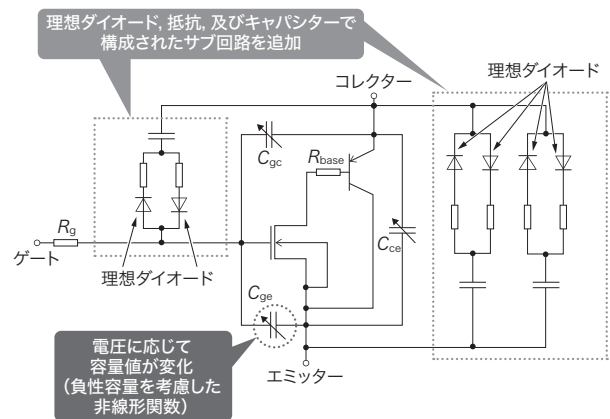 理想ダイオード, 抵抗, 及びキャパシターで
構成されたサブ回路を追加
コレクター
理想ダイオード
Cgc
Rbase
Rg
Cce
ゲート
理想ダイオード
Cge
電圧に応じて
容量値が変化
（負性容量を考慮した
非線形関数）
エミッター